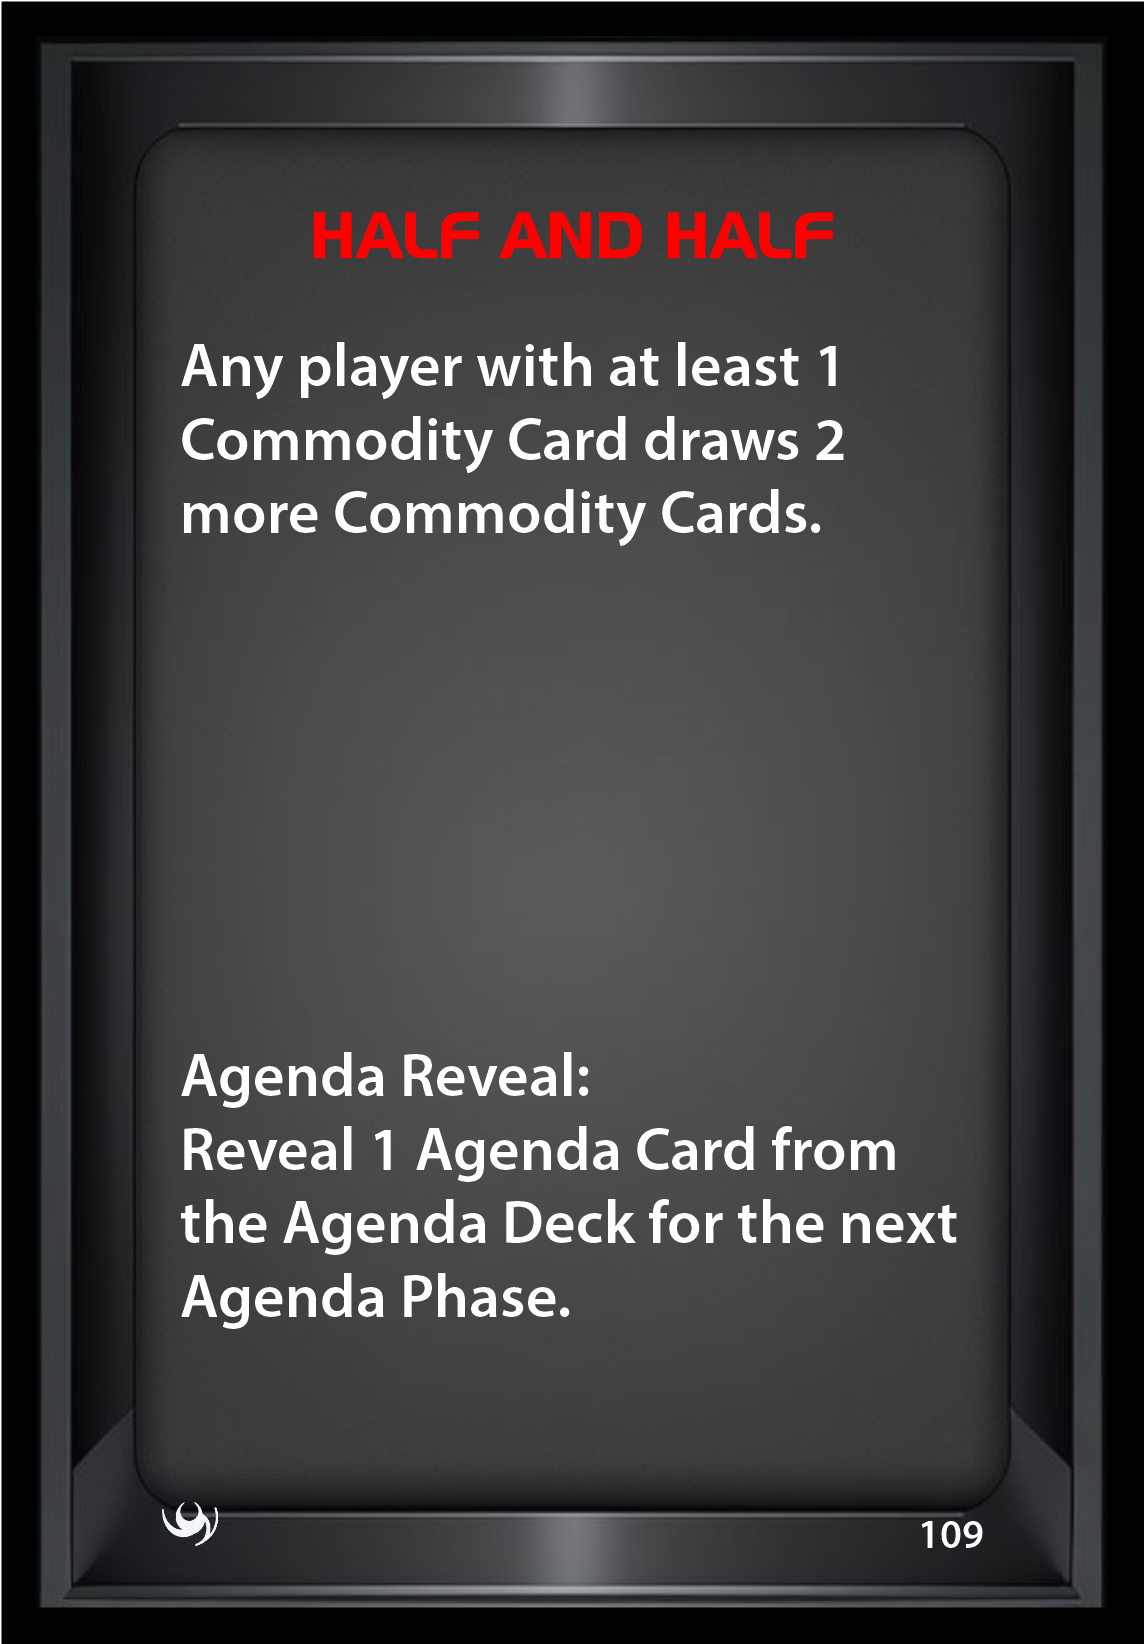 HALF AND HALF
Any player with at least 1
Commodity Card draws 2
more Commodity Cards.
Agenda Reveal:
Reveal 1 Agenda Card from
the Agenda Deck for the next
Agenda Phase.
109